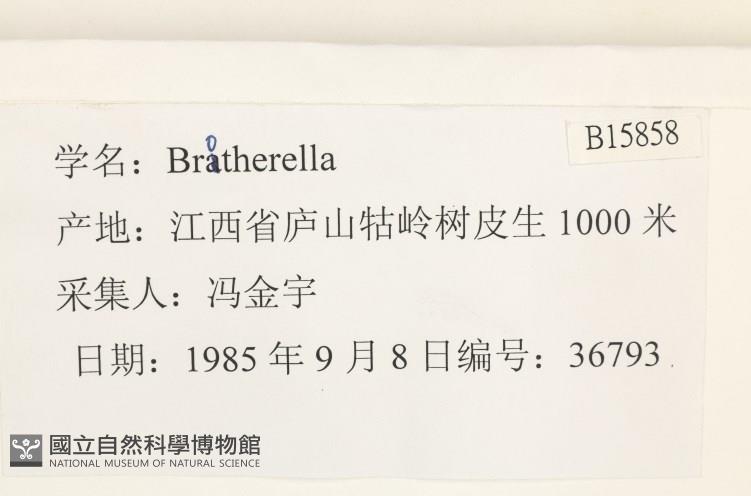 B15858
学名：Bratherella
o
产地：江西省庐山牯岭树皮生 1000 米
采集人：冯金宇
日期：1985 年 9 月 8 日编号：36793
國立自然科學博物館
NATIONAL MUSEUM OF NATURAL SCIENCE